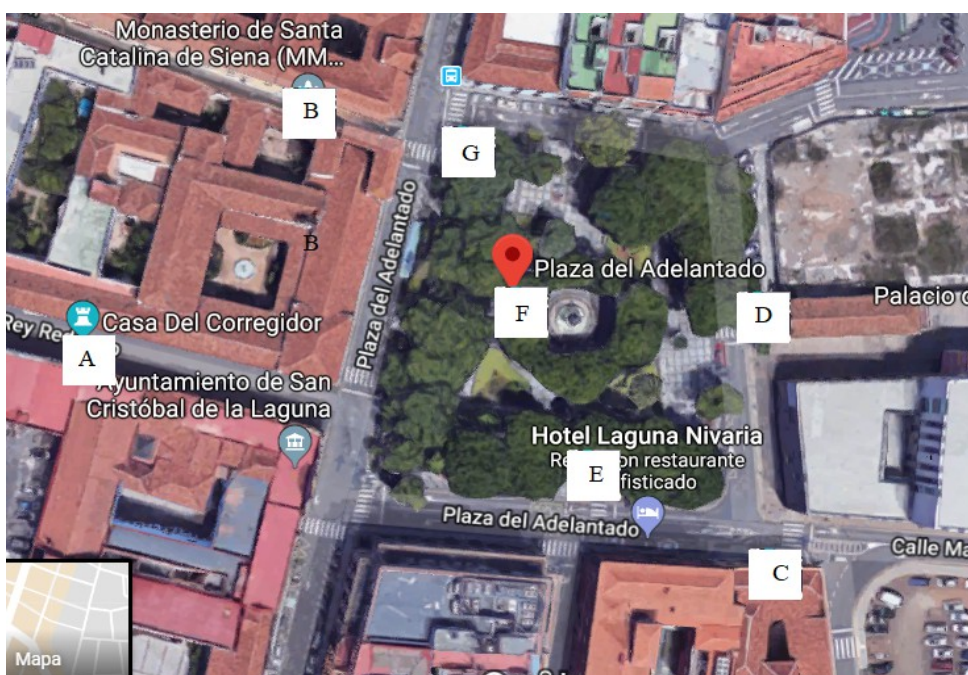 Monasterio de Santa
Catalina de Siena (MM...
B
G
Plaza del Adelantado
B
Plaza del Adelantado
F
D
Palacio
Casa Del Corregidor
Rey
A
Ayuntamiento de San
Cristóbal de la Laguna
Hotel Laguna Nivaria
on restaurante
E
fisticado
Plaza del Adelantado
Calle Ma
C
Mapa